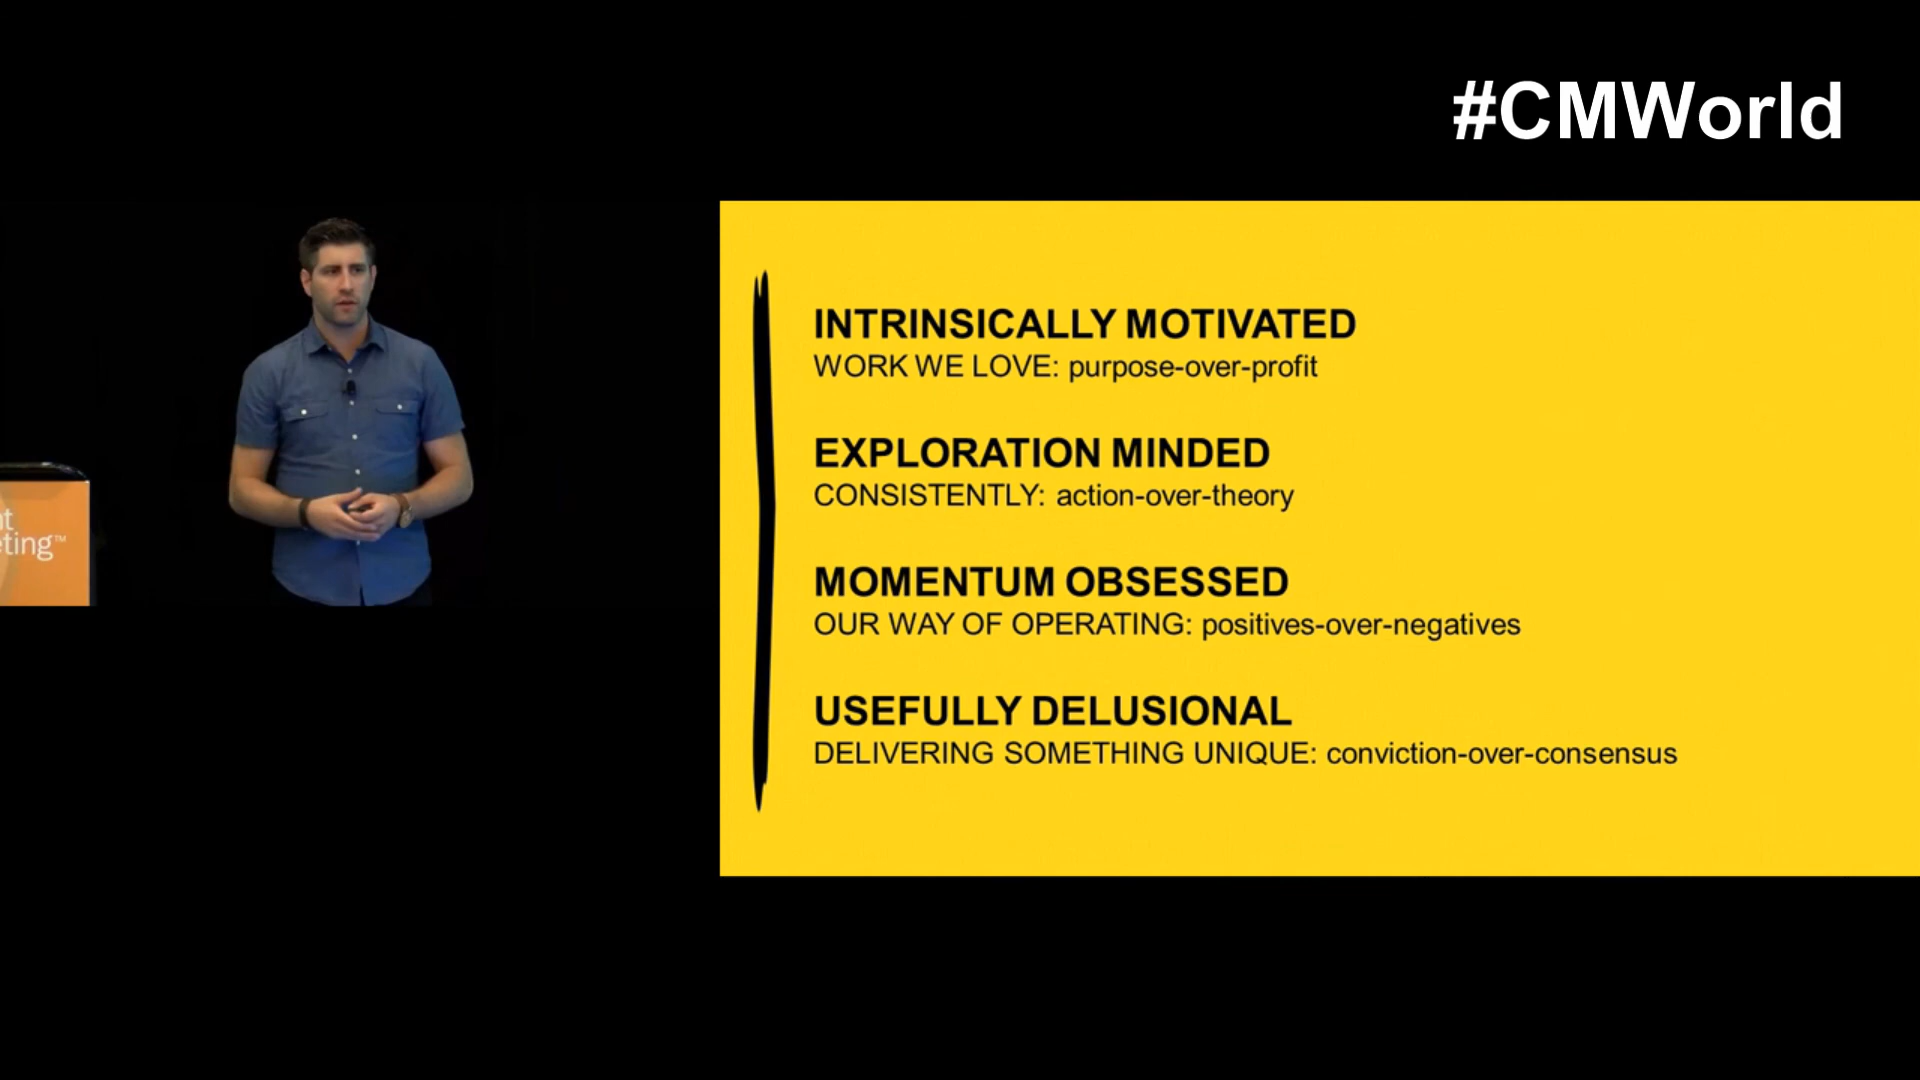 #CMWorld
eting™
INTRINSICALLY MOTIVATED
WORK WE LOVE: purpose-over-profit
EXPLORATION MINDED
CONSISTENTLY: action-over-theory
MOMENTUM OBSESSED
OUR WAY OF OPERATING: positives-over-negatives
USEFULLY DELUSIONAL
DELIVERING SOMETHING UNIQUE: conviction-over-consensus